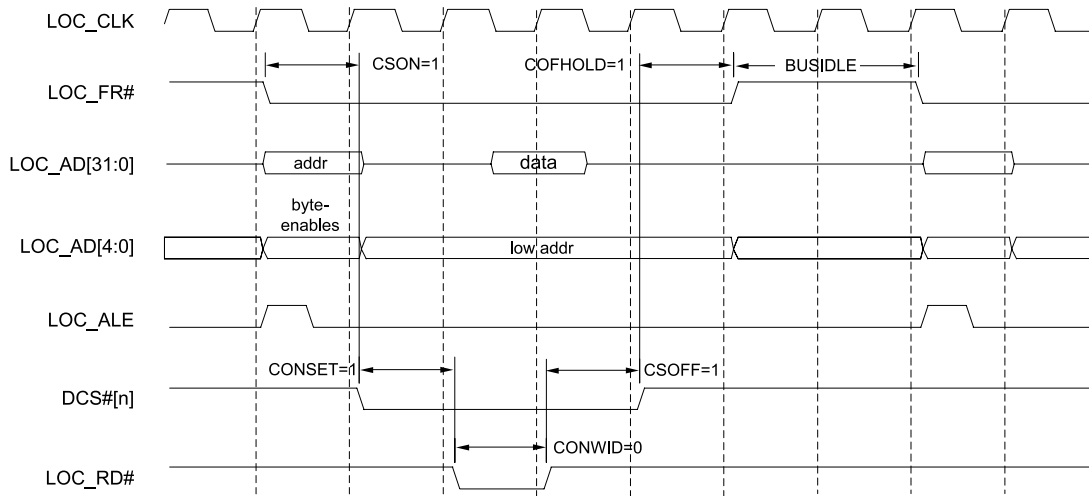 LOC_CLK
CSON=1
COFHOLD=1
BUSIDLE
LOC_FR#
LOC_AD[31:0]
addr
data
byte-
enables
LOC_AD[4:0]
low addr
LOC_ALE
CONSET=1
CSOFF=1
DCS#[n]
CONWID=0
LOC_RD#